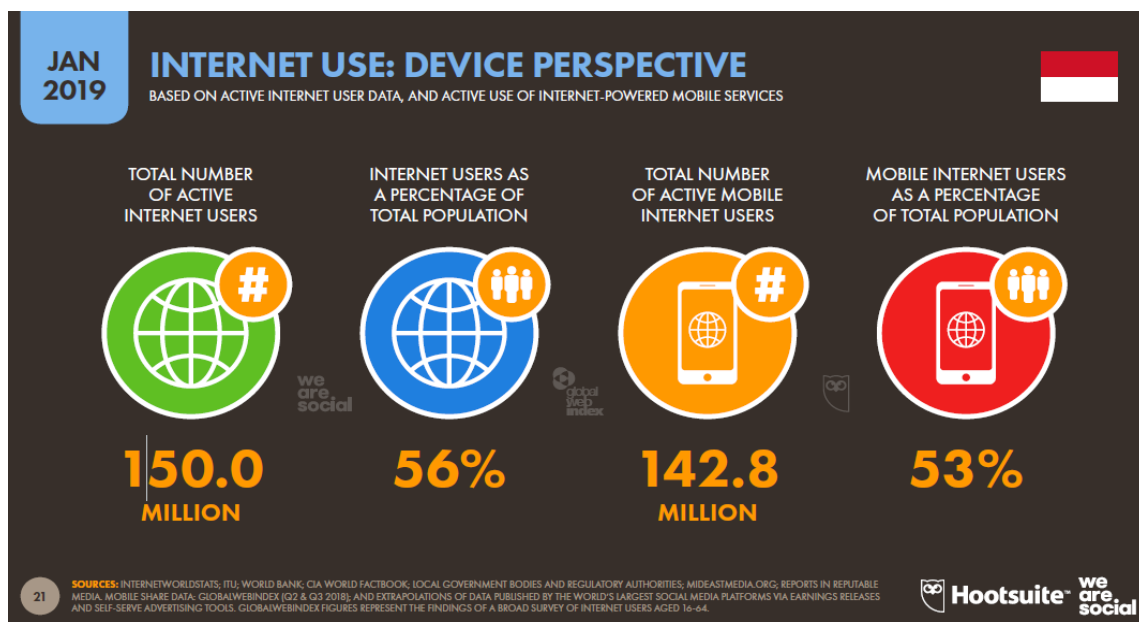 JAN
2019
INTERNET USE: DEVICE PERSPECTIVE
BASED ON ACTIVE INTERNET USER DATA, AND ACTIVE USE OF INTERNET-POWERED MOBILE SERVICES
TOTAL NUMBER
OF ACTIVE
INTERNET USERS
INTERNET USERS AS
A PERCENTAGE OF
TOTAL POPULATION
TOTAL NUMBER
OF ACTIVE MOBILE
INTERNET USERS
MOBILE INTERNET USERS
AS A PERCENTAGE
OF TOTAL POPULATION
#
#
we
are
social
global
web
index
150.0
MILLION
56%
142.8
MILLION
53%
21
SOURCES: INTERNETWORLDSTATS; ITU; WORLD BANK; CIA WORLD FACTBOOK; LOCAL GOVERNMENT BODIES AND REGULATORY AUTHORITIES; MIDEASTMEDIA.ORG; REPORTS IN REPUTABLE
MEDIA. MOBILE SHARE DATA: GLOBALWEBINDEX (Q2 & Q3 2018); AND EXTRAPOLATIONS OF DATA PUBLISHED BY THE WORLD'S LARGEST SOCIAL MEDIA PLATFORMS VIA EARNINGS RELEASES
AND SELF-SERVE ADVERTISING TOOLS. GLOBALWEBINDEX FIGURES REPRESENT THE FINDINGS OF A BROAD SURVEY OF INTERNET USERS AGED 16-64.
Hootsuite™
we
are
social